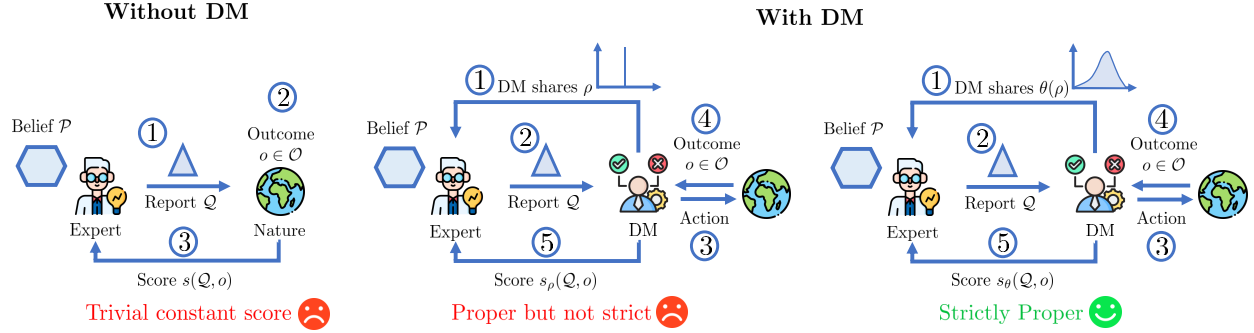 Without DM
With DM
Belief 𝒫
①
②
Outcome
o ∈ 𝒪
Report 𝒬
Expert
Nature
③
Score s(𝒬, o)
Trivial constant score
①
DM shares ρ
Belief 𝒫
②
④
Outcome
o ∈ 𝒪
Report 𝒬
Action
Expert
DM
③
⑤
Score sρ(𝒬, o)
Proper but not strict
①
DM shares θ(ρ)
Belief 𝒫
②
④
Outcome
o ∈ 𝒪
Report 𝒬
Action
Expert
DM
③
⑤
Score sθ(𝒬, o)
Strictly Proper